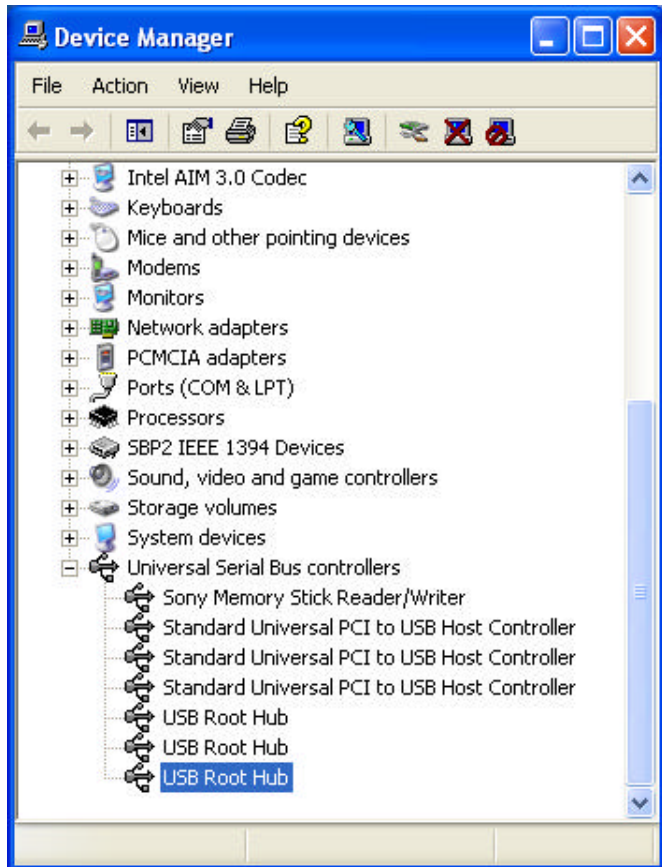 Device Manager
File Action View Help
Intel AIM 3.0 Codec
Keyboards
Mice and other pointing devices
Modems
Monitors
Network adapters
PCMCIA adapters
Ports (COM & LPT)
Processors
SBP2 IEEE 1394 Devices
Sound, video and game controllers
Storage volumes
System devices
Universal Serial Bus controllers
Sony Memory Stick Reader/Writer
Standard Universal PCI to USB Host Controller
Standard Universal PCI to USB Host Controller
Standard Universal PCI to USB Host Controller
USB Root Hub
USB Root Hub
USB Root Hub